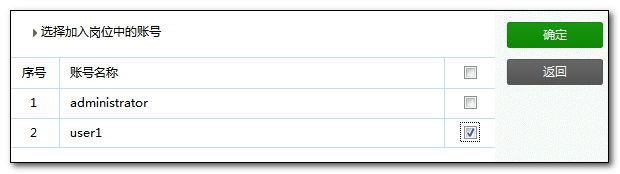 选择加入岗位中的账号
确定
返回
序号 账号名称
1 administrator
2 user1